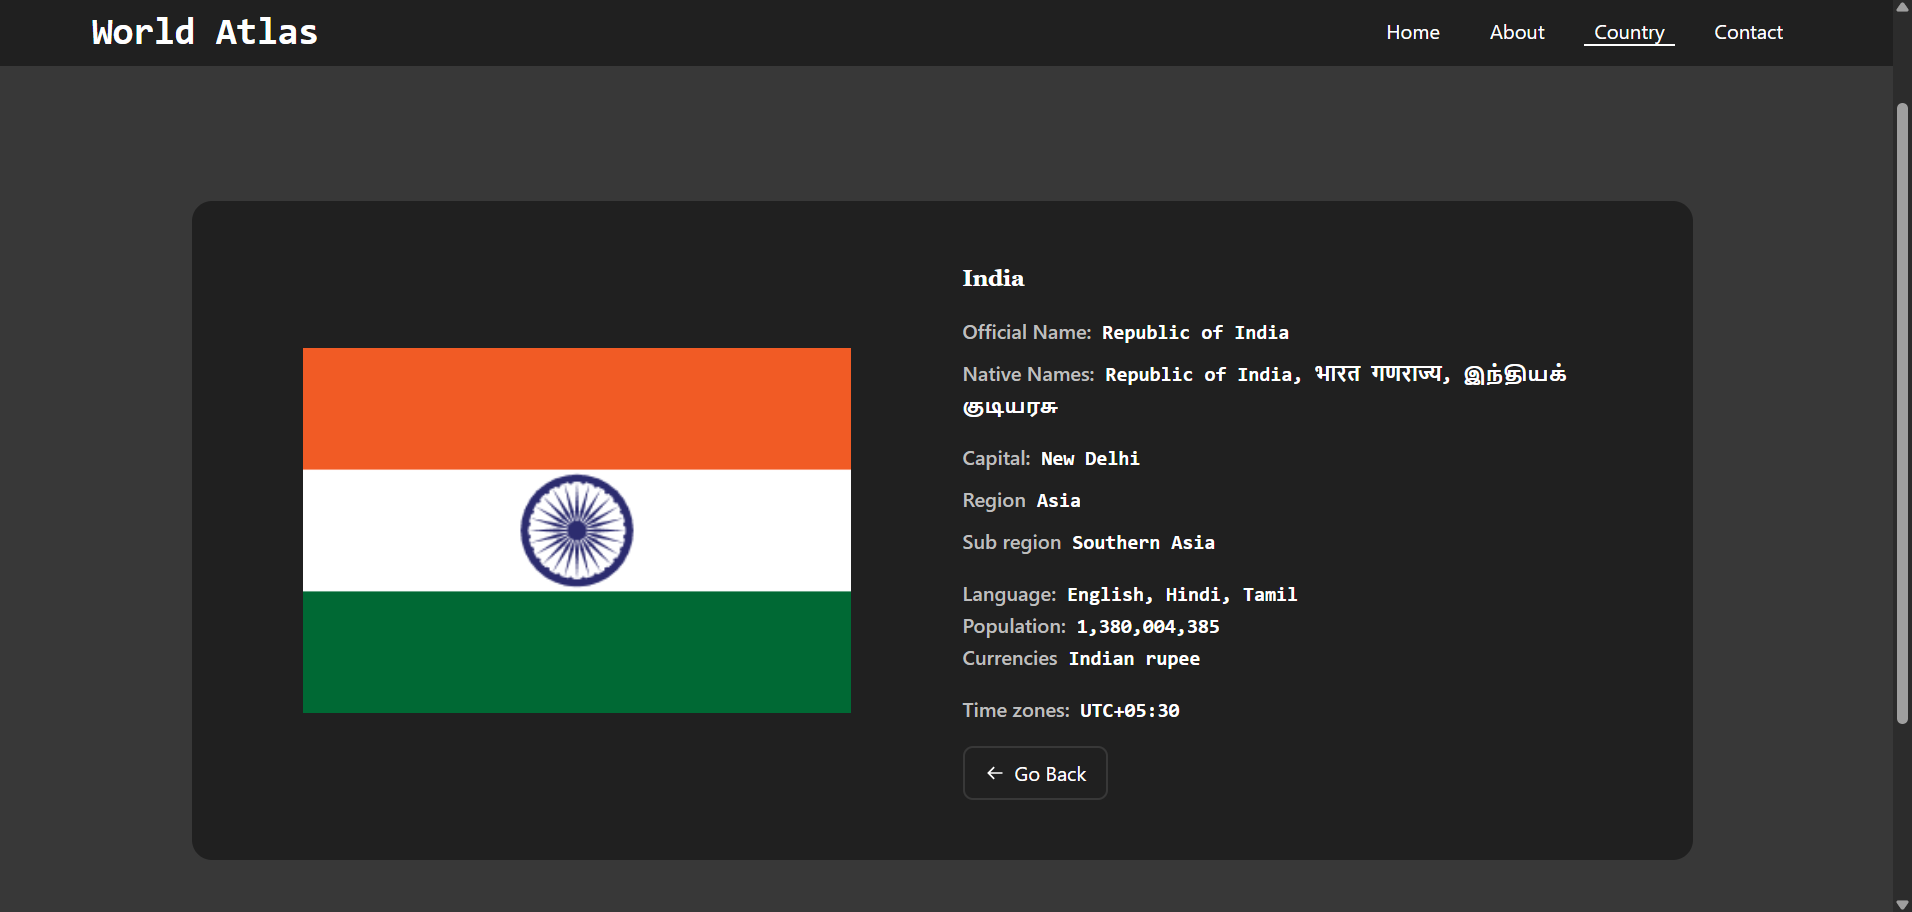 World Atlas
Home
About
Country
Contact
India
Official Name: Republic of India
Native Names: Republic of India, भारत गणराज्य, இந்தியக்
குடியரசு
Capital: New Delhi
Region Asia
Sub region Southern Asia
Language: English, Hindi, Tamil
Population: 1,380,004,385
Currencies Indian rupee
Time zones: UTC+05:30
← Go Back